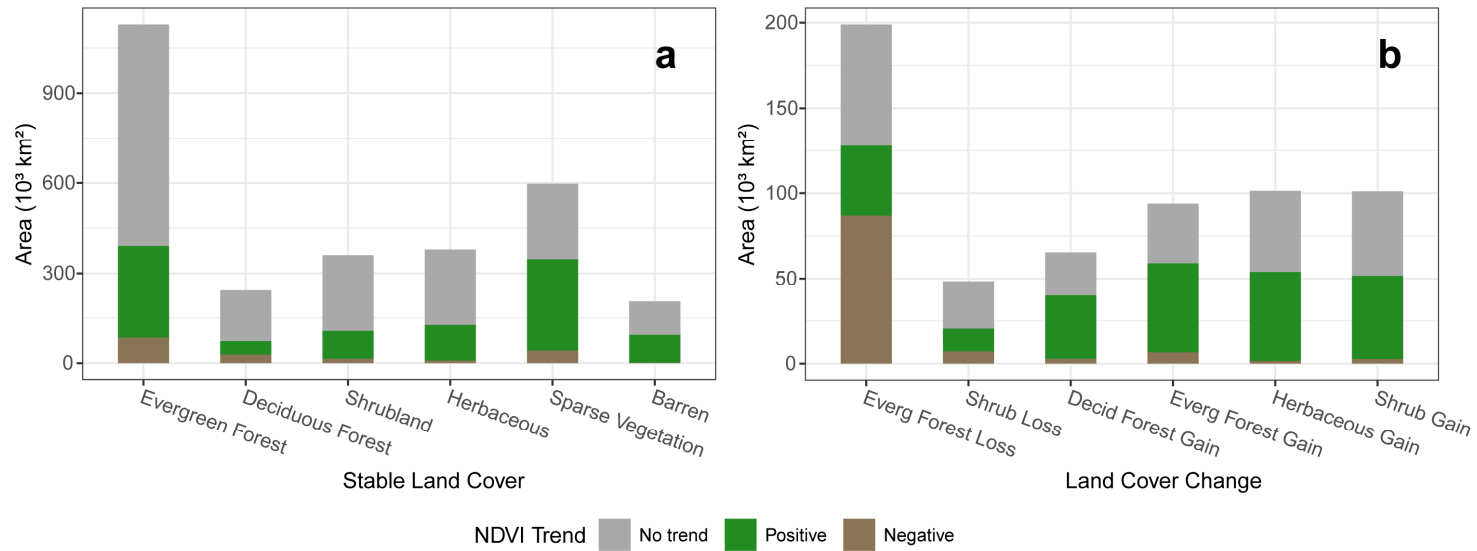 a
900
600
300
0
Area (10³ km²)
Evergreen Forest
Deciduous Forest
Shrubland
Herbaceous
Sparse Vegetation
Barren
Stable Land Cover
b
200
150
100
50
0
Area (10³ km²)
Everg Forest Loss
Shrub Loss
Decid Forest Gain
Everg Forest Gain
Herbaceous Gain
Shrub Gain
Land Cover Change
NDVI Trend No trend Positive Negative